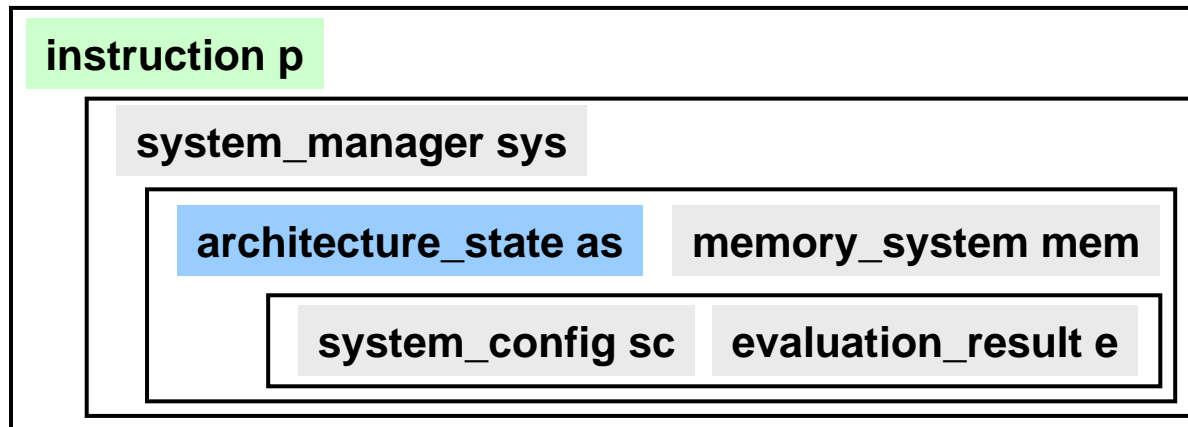 instruction p
system_manager sys
architecture_state as memory_system mem
system_config sc evaluation_result e